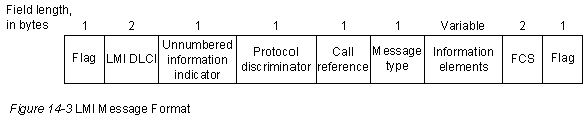 Field length,
in bytes 1 2 1 1 1 1 Variable 2 1
Flag LMI DLCI Unnumbered information indicator Protocol discriminator Call reference Message type Information elements FCS Flag
Figure 14-3 LMI Message Format